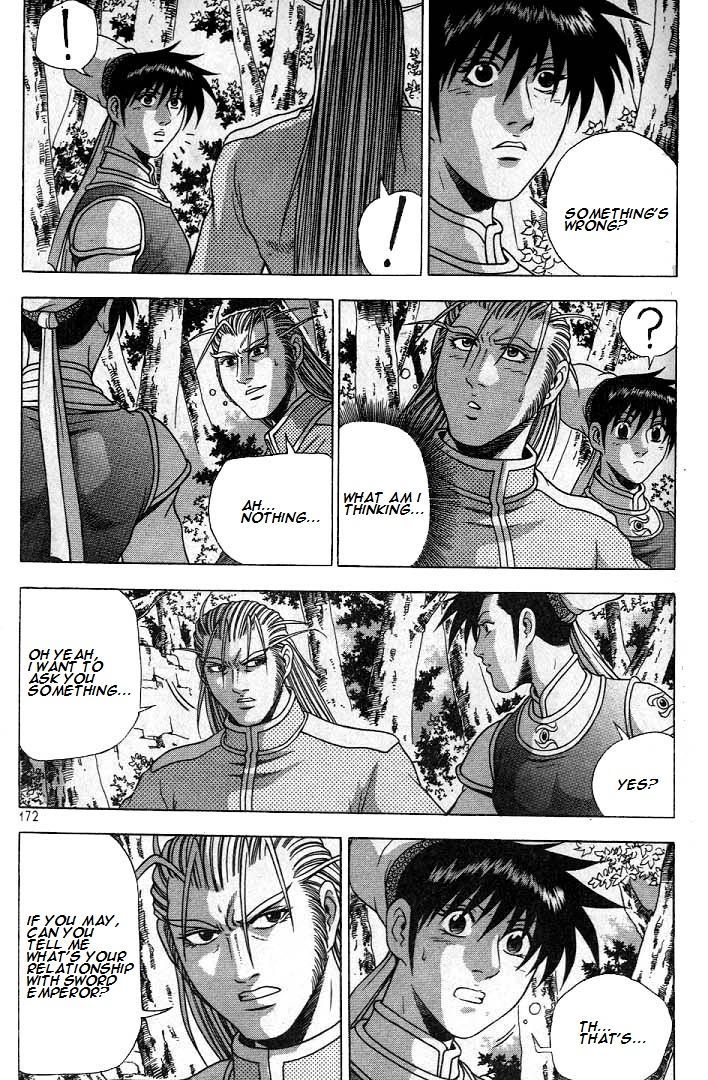 !
!
SOMETHING'S
WRONG?
AH...
NOTHING...
WHAT AM I
THINKING...
?
OH YEAH,
I WANT TO
ASK YOU
SOMETHING...
YES?
172
IF YOU MAY,
CAN YOU
TELL ME
WHAT'S YOUR
RELATIONSHIP
WITH SWORD
EMPEROR?
TH...
THAT'S...